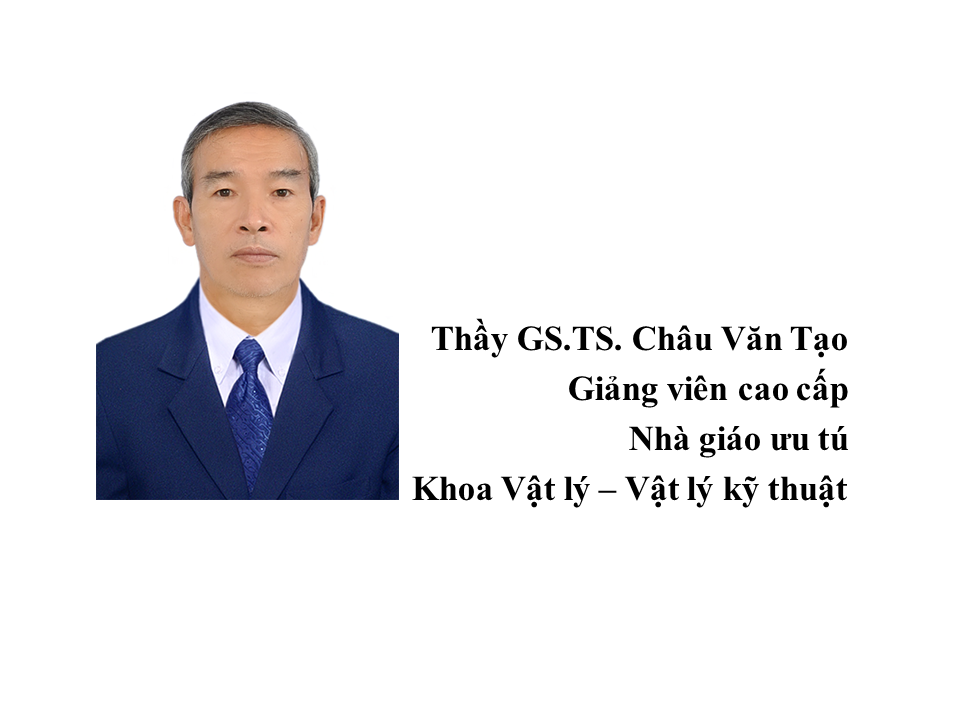 Thầy GS.TS. Châu Văn Tạo
Giảng viên cao cấp
Nhà giáo ưu tú
Khoa Vật lý – Vật lý kỹ thuật